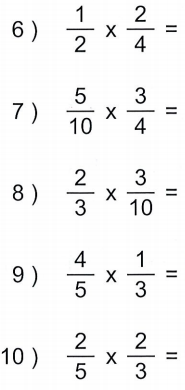 6 ) 1/2 x 2/4 =
7 ) 5/10 x 3/4 =
8 ) 2/3 x 3/10 =
9 ) 4/5 x 1/3 =
10 ) 2/5 x 2/3 =